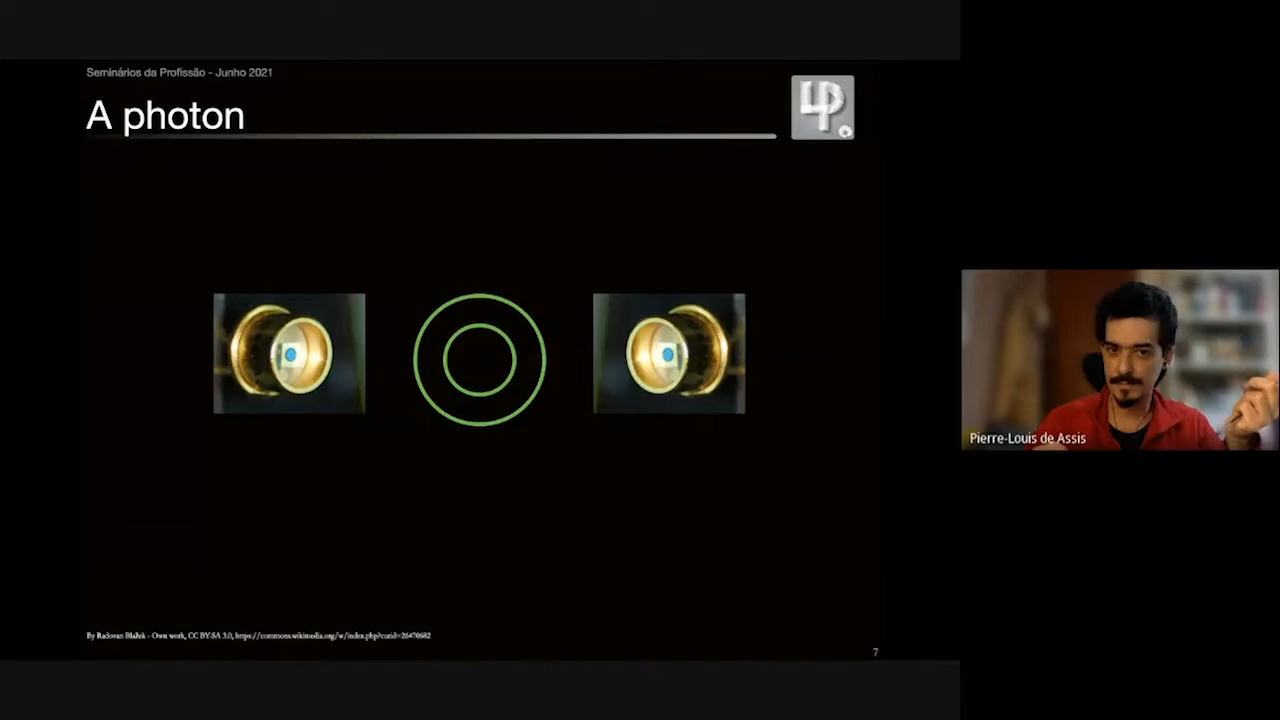 Seminários da Profissão - Junho 2021
A photon
Pierre-Louis de Assis
By Radovan Blažek - Own work, CC BY-SA 3.0, https://commons.wikimedia.org/w/index.php?curid=26470682
7